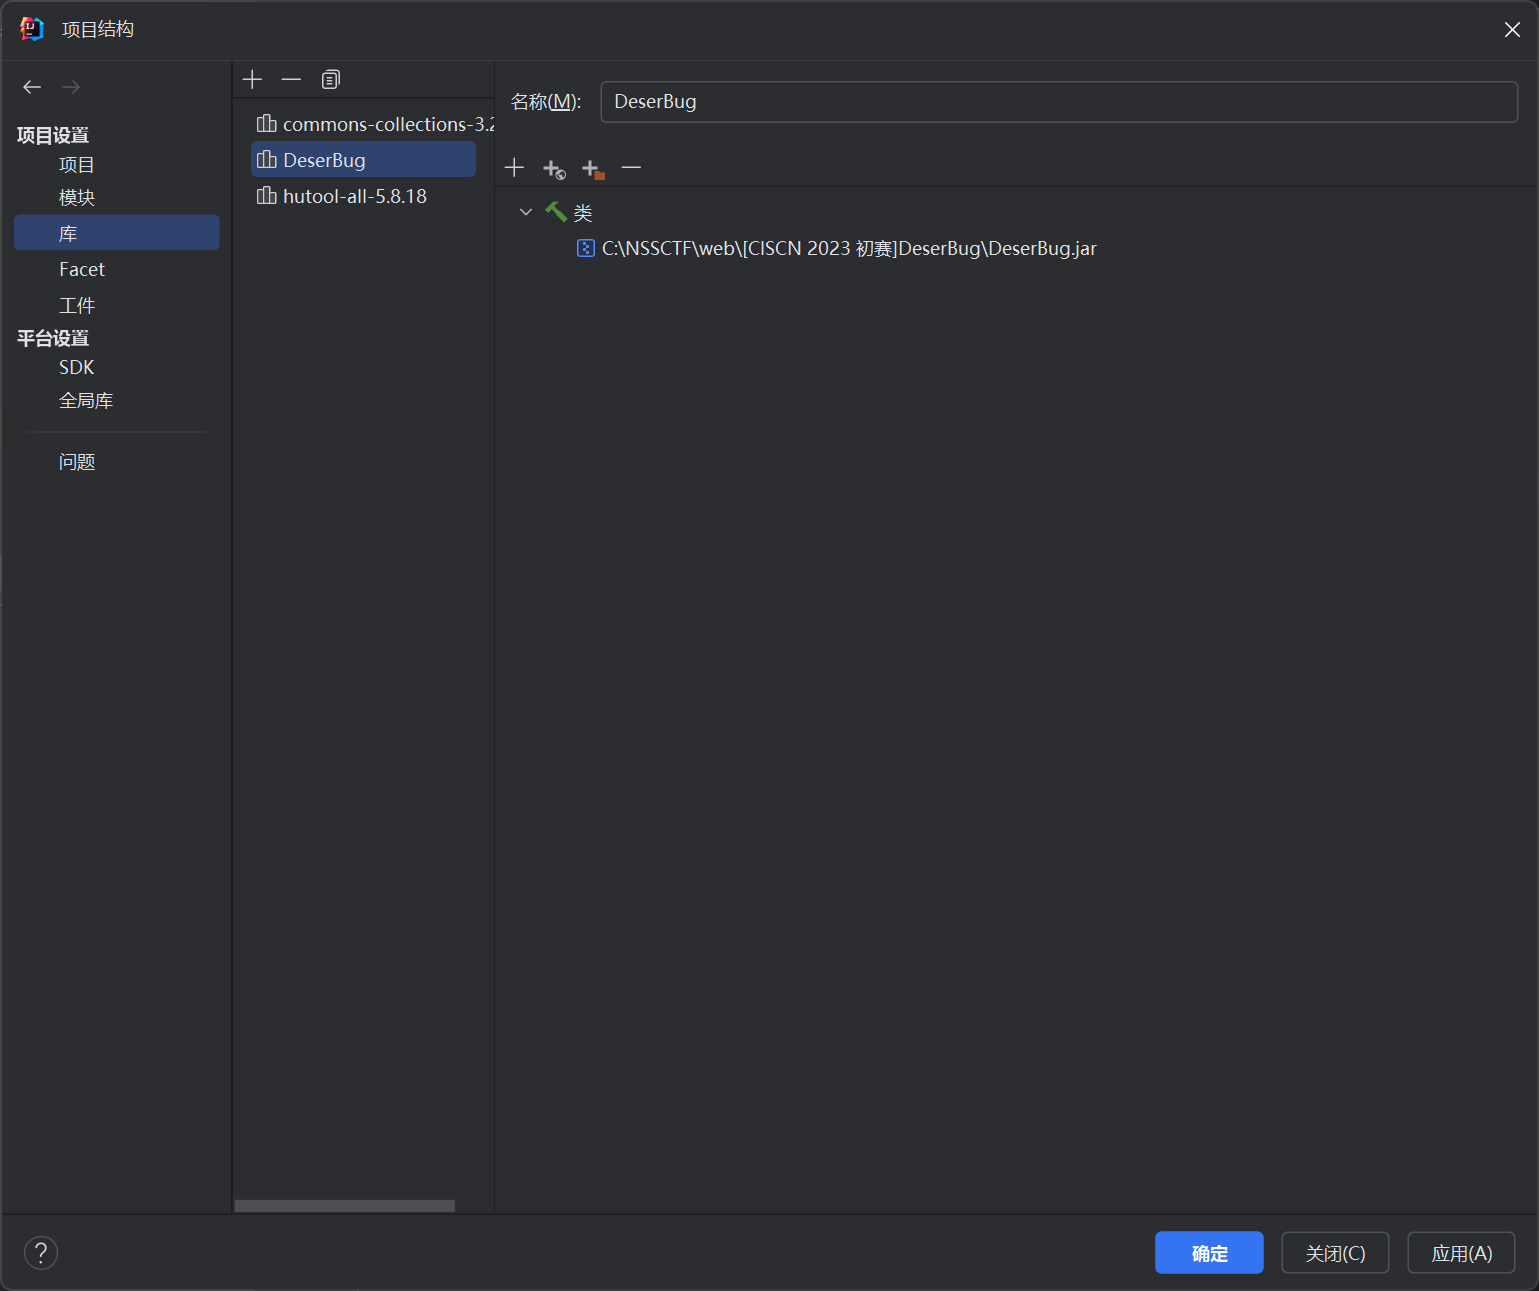 项目结构
项目设置
项目
模块
库
Facet
工件
平台设置
SDK
全局库
问题
commons-collections-3.2
DeserBug
hutool-all-5.8.18
名称(M):
DeserBug
类
C:\NSSCTF\web\[CISCN 2023 初赛]DeserBug\DeserBug.jar
?
确定
关闭(C)
应用(A)